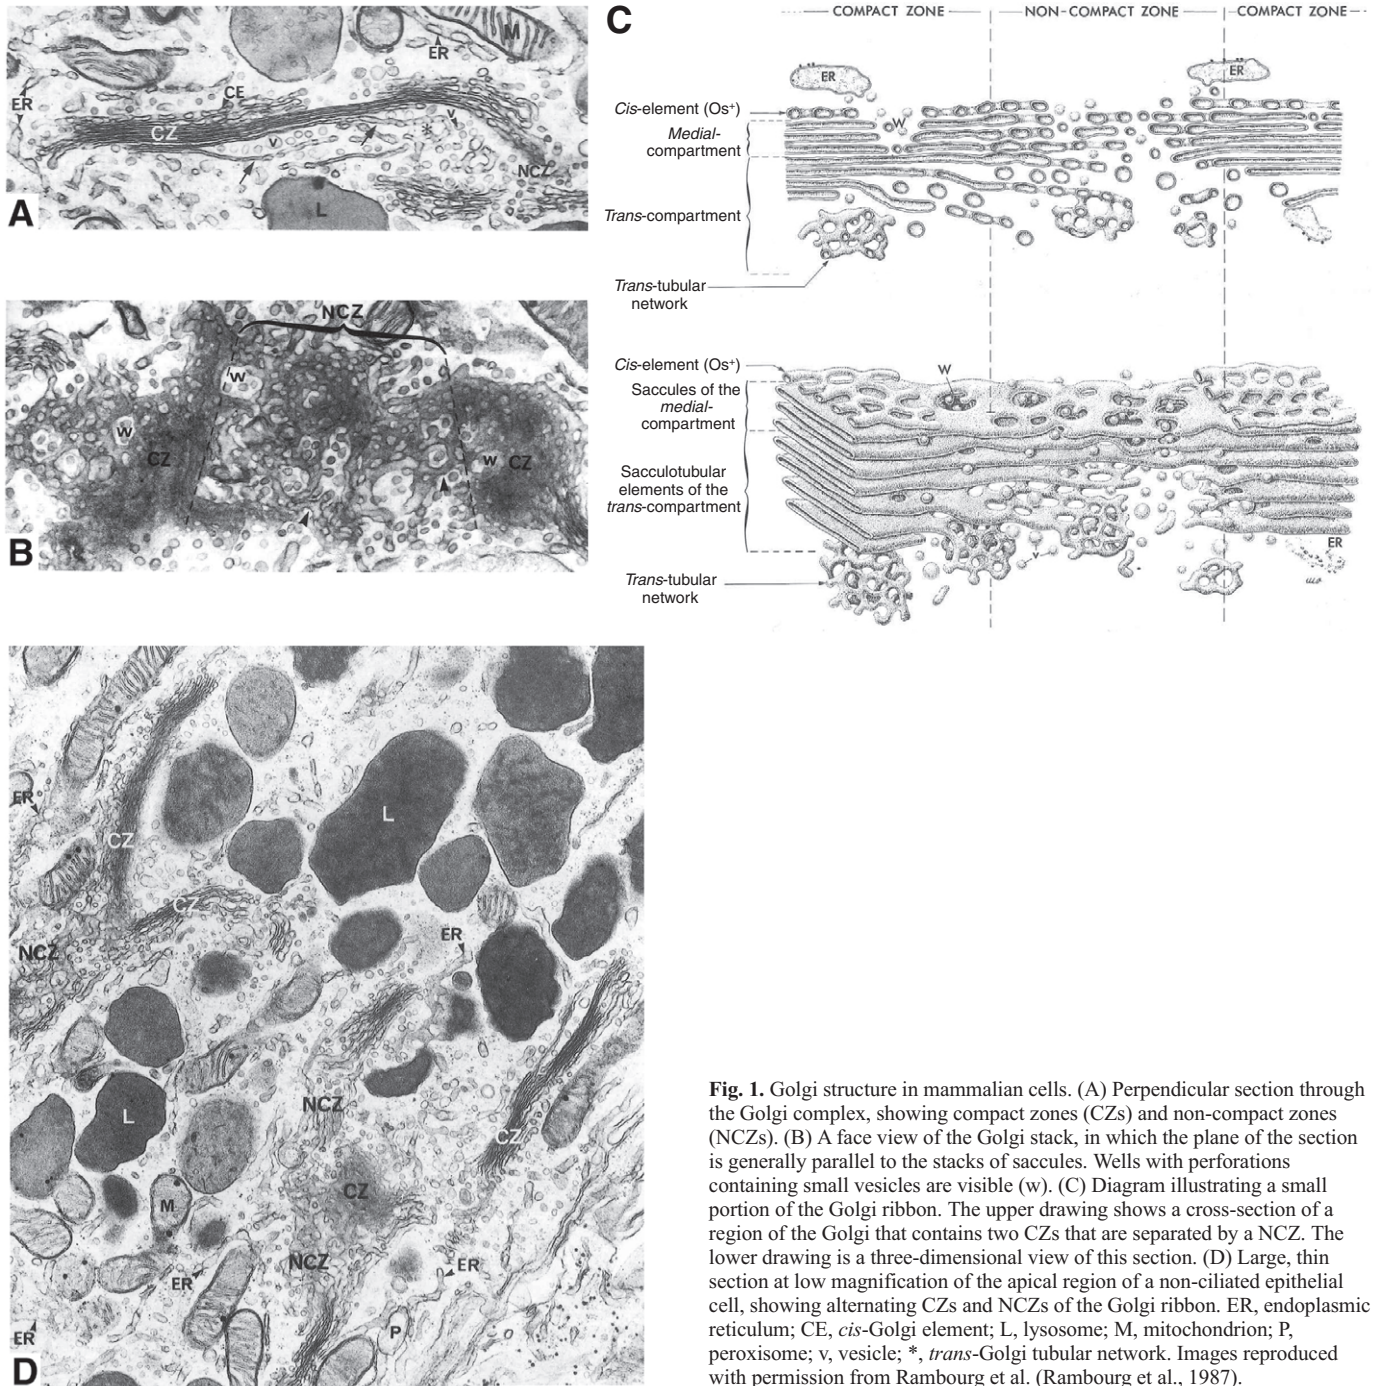 M
ER
ER
CE
CZ
v
v
*
NCZ
L
A
NCZ
w
w
CZ
w
CZ
B
C
COMPACT ZONE
NON-COMPACT ZONE
COMPACT ZONE
ER
ER
Cis-element (Os+)
W
Medial-
compartment
Trans-compartment
Trans-tubular
network
Cis-element (Os+)
W
Saccules of the
medial-
compartment
Sacculotubular
elements of the
trans-compartment
v
ER
Trans-tubular
network
ER
L
CZ
CZ
ER
NCZ
NCZ
L
CZ
CZ
M
NCZ
ER
ER
P
ER
D
Fig. 1. Golgi structure in mammalian cells. (A) Perpendicular section through
the Golgi complex, showing compact zones (CZs) and non-compact zones
(NCZs). (B) A face view of the Golgi stack, in which the plane of the section
is generally parallel to the stacks of saccules. Wells with perforations
containing small vesicles are visible (w). (C) Diagram illustrating a small
portion of the Golgi ribbon. The upper drawing shows a cross-section of a
region of the Golgi that contains two CZs that are separated by a NCZ. The
lower drawing is a three-dimensional view of this section. (D) Large, thin
section at low magnification of the apical region of a non-ciliated epithelial
cell, showing alternating CZs and NCZs of the Golgi ribbon. ER, endoplasmic
reticulum; CE, cis-Golgi element; L, lysosome; M, mitochondrion; P,
peroxisome; v, vesicle; *, trans-Golgi tubular network. Images reproduced
with permission from Rambourg et al. (Rambourg et al., 1987).